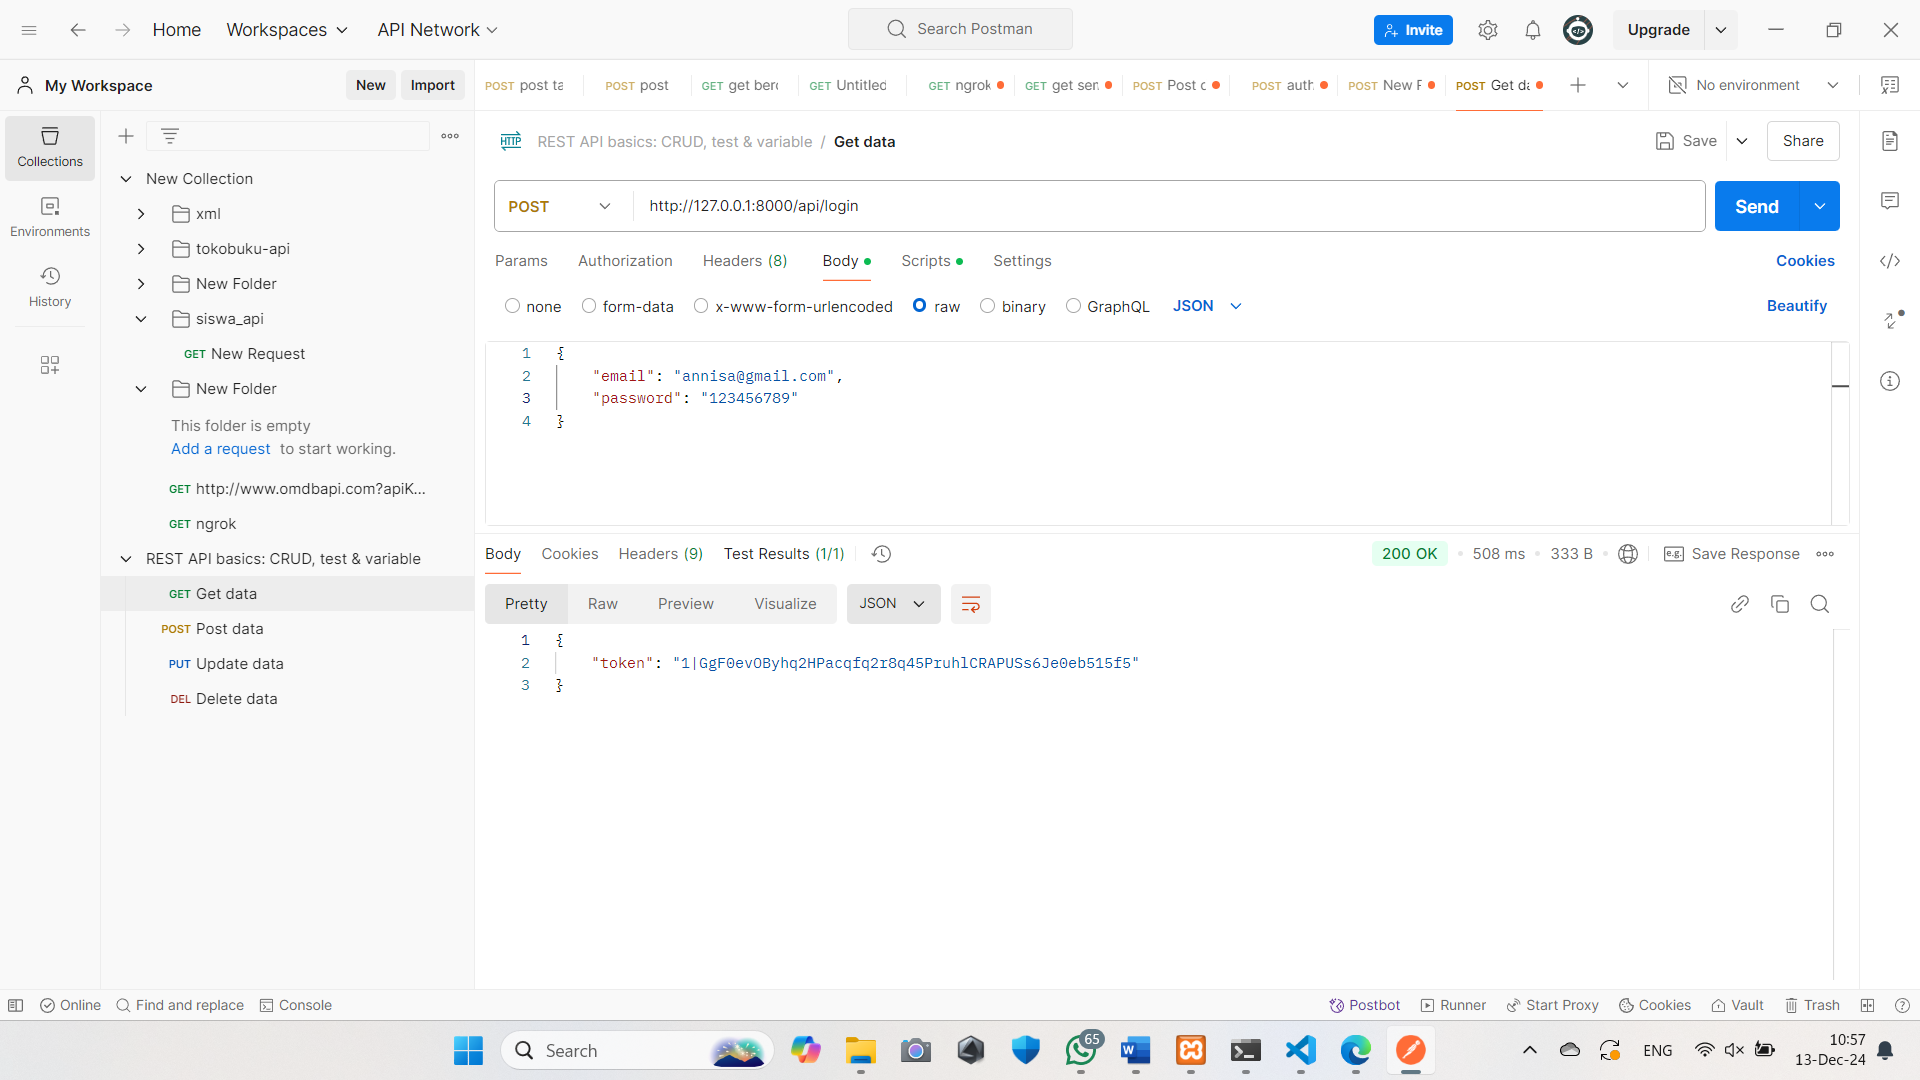 Home Workspaces API Network Search Postman Invite Upgrade
My Workspace New Import POST post ta POST post GET get berc GET Untitled GET ngrok GET get sen POST Post c POST auth POST New F POST Get da No environment
REST API basics: CRUD, test & variable / Get data Save Share
Collections
Environments
History
New Collection
xml
tokobuku-api
New Folder
siswa_api
GET New Request
New Folder
This folder is empty
Add a request to start working.
GET http://www.omdbapi.com?apiK...
GET ngrok
REST API basics: CRUD, test & variable
GET Get data
POST Post data
PUT Update data
DEL Delete data
POST http://127.0.0.1:8000/api/login Send
Params Authorization Headers (8) Body Scripts Settings Cookies
none form-data x-www-form-urlencoded raw binary GraphQL JSON Beautify
1 {
2 "email": "annisa@gmail.com",
3 "password": "123456789"
4 }
Body Cookies Headers (9) Test Results (1/1) 200 OK 508 ms 333 B e.g. Save Response
Pretty Raw Preview Visualize JSON
1 {
2 "token": "1|GgF0evOByhq2HPacqfq2r8q45PruhlCRAPUSs6Je0eb515f5"
3 }
Online Find and replace Console Postbot Runner Start Proxy Cookies Vault Trash
Search 65 ENG 10:57
13-Dec-24